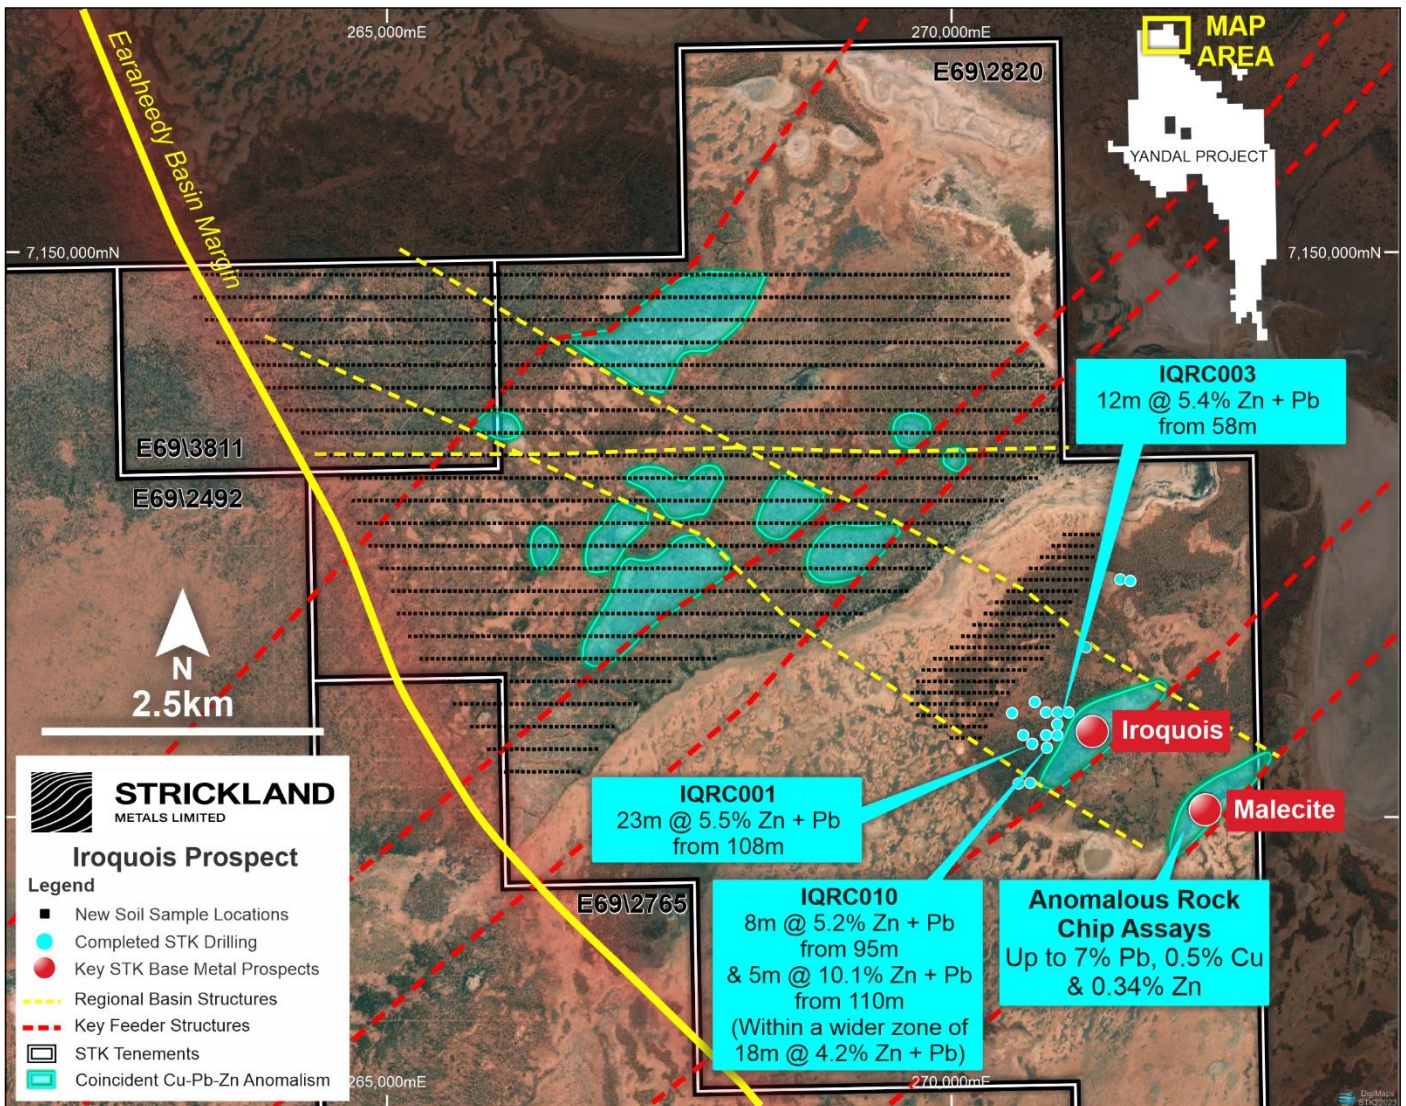 265,000mE
270,000mE
MAP
AREA
E69\2820
Earaheedy Basin Margin
YANDAL PROJECT
7,150,000mN
7,150,000mN
IQRC003
12m @ 5.4% Zn + Pb
from 58m
E69\3811
E69\2492
N
2.5km
Iroquois
Malecite
STRICKLAND
METALS LIMITED
Iroquois Prospect
Legend
New Soil Sample Locations
Completed STK Drilling
Key STK Base Metal Prospects
Regional Basin Structures
Key Feeder Structures
STK Tenements
Coincident Cu-Pb-Zn Anomalism
IQRC001
23m @ 5.5% Zn + Pb
from 108m
E69\2765
IQRC010
8m @ 5.2% Zn + Pb
from 95m
& 5m @ 10.1% Zn + Pb
from 110m
(Within a wider zone of
18m @ 4.2% Zn + Pb)
Anomalous Rock
Chip Assays
Up to 7% Pb, 0.5% Cu
& 0.34% Zn
265,000mE
270,000mE
DigiMaps
STK22023